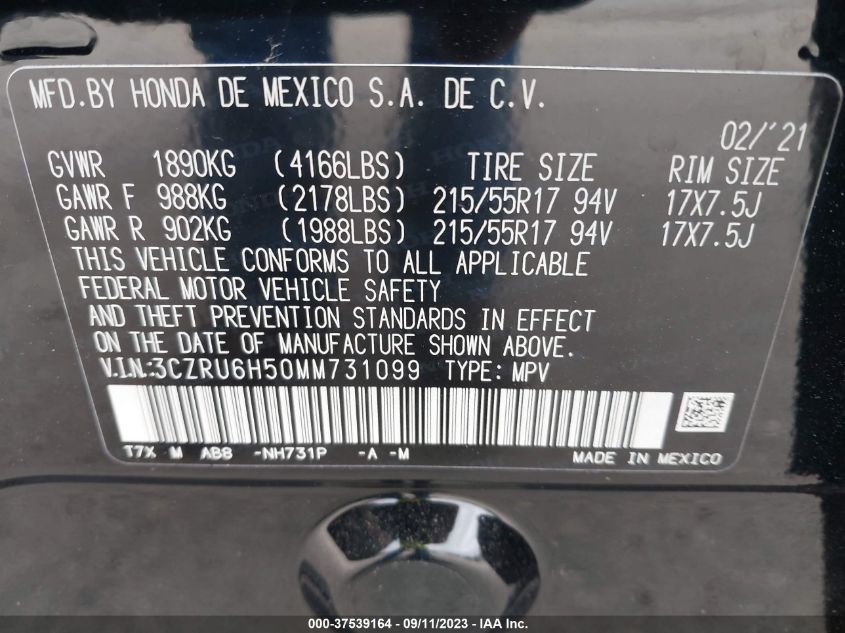 MFD.BY HONDA DE MEXICO S.A. DE C.V.
02/'21
GVWR 1890KG (4166LBS) TIRE SIZE RIM SIZE
GAWR F 988KG (2178LBS) 215/55R17 94V 17X7.5J
GAWR R 902KG (1988LBS) 215/55R17 94V 17X7.5J
THIS VEHICLE CONFORMS TO ALL APPLICABLE
FEDERAL MOTOR VEHICLE SAFETY
AND THEFT PREVENTION STANDARDS IN EFFECT
ON THE DATE OF MANUFACTURE SHOWN ABOVE.
V.I.N.:3CZRU6H50MM731099 TYPE: MPV
T7X M AB8 -NH731P -A -M MADE IN MEXICO
000-37539164 - 09/11/2023 - IAA Inc.